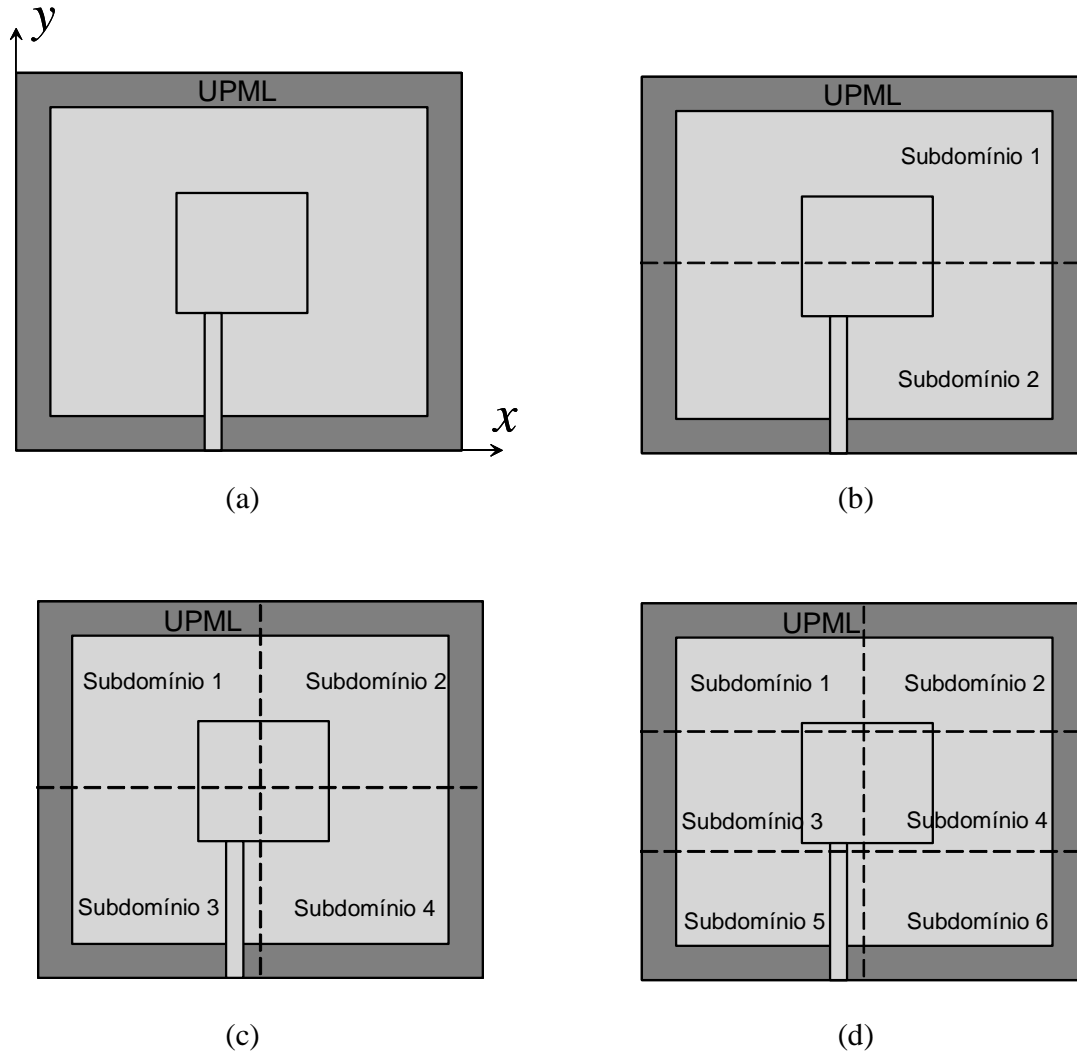 y
UPML
x
(a)
UPML
Subdomínio 1
Subdomínio 2
(b)
UPML
Subdomínio 1
Subdomínio 2
Subdomínio 3
Subdomínio 4
(c)
UPML
Subdomínio 1
Subdomínio 2
Subdomínio 3
Subdomínio 4
Subdomínio 5
Subdomínio 6
(d)